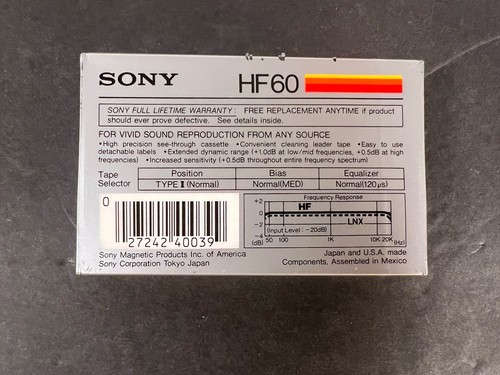 SONY HF60
SONY FULL LIFETIME WARRANTY: FREE REPLACEMENT ANYTIME if product
should ever prove defective. See details inside.
FOR VIVID SOUND REPRODUCTION FROM ANY SOURCE
•High precision see-through cassette •Convenient cleaning leader tape •Easy to use
detachable labels •Extended dynamic range (+1.0dB at low/mid frequencies, +0.5dB at high
frequencies) •Increased sensitivity (+0.5dB throughout entire frequency spectrum)
Tape Position Bias Equalizer
Selector TYPE I (Normal) Normal(MED) Normal(120μs)
0
27242 40039
Frequency Response
+2 HF
0
-2 LNX
-4 (Input Level: -20dB)
(dB) 50 100 1K 10K 20K (Hz)
Sony Magnetic Products Inc. of America Japan and U.S.A. made
Sony Corporation Tokyo Japan Components, Assembled in Mexico